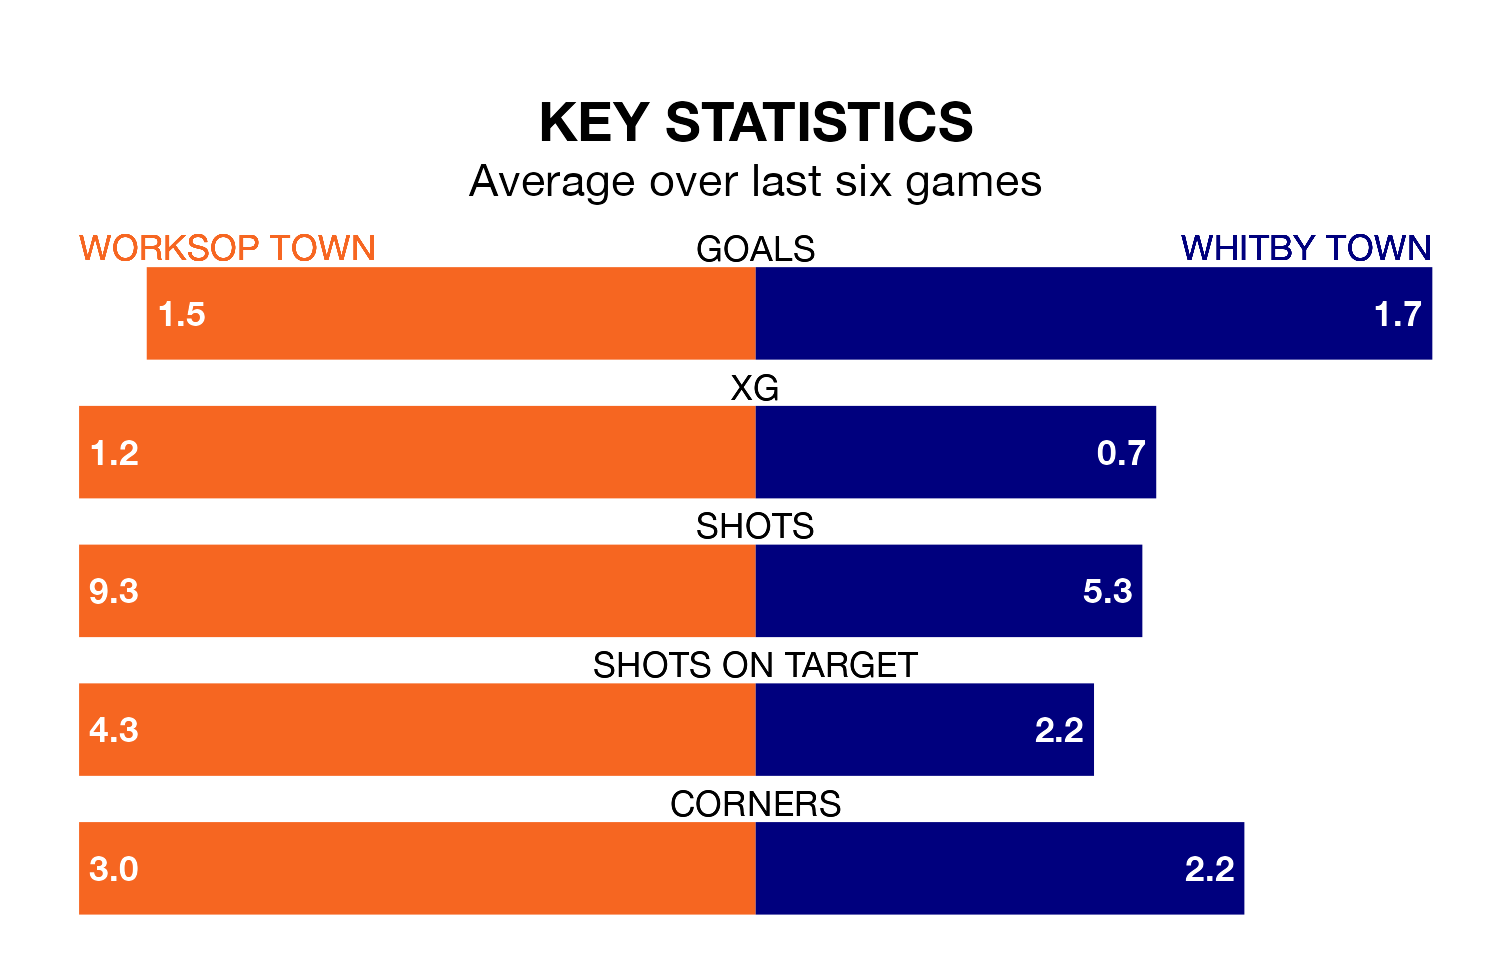 KEY STATISTICS
Average over last six games
WORKSOP TOWN GOALS WHITBY TOWN
1.5 1.7
XG
1.2 0.7
SHOTS
9.3 5.3
SHOTS ON TARGET
4.3 2.2
CORNERS
3.0 2.2